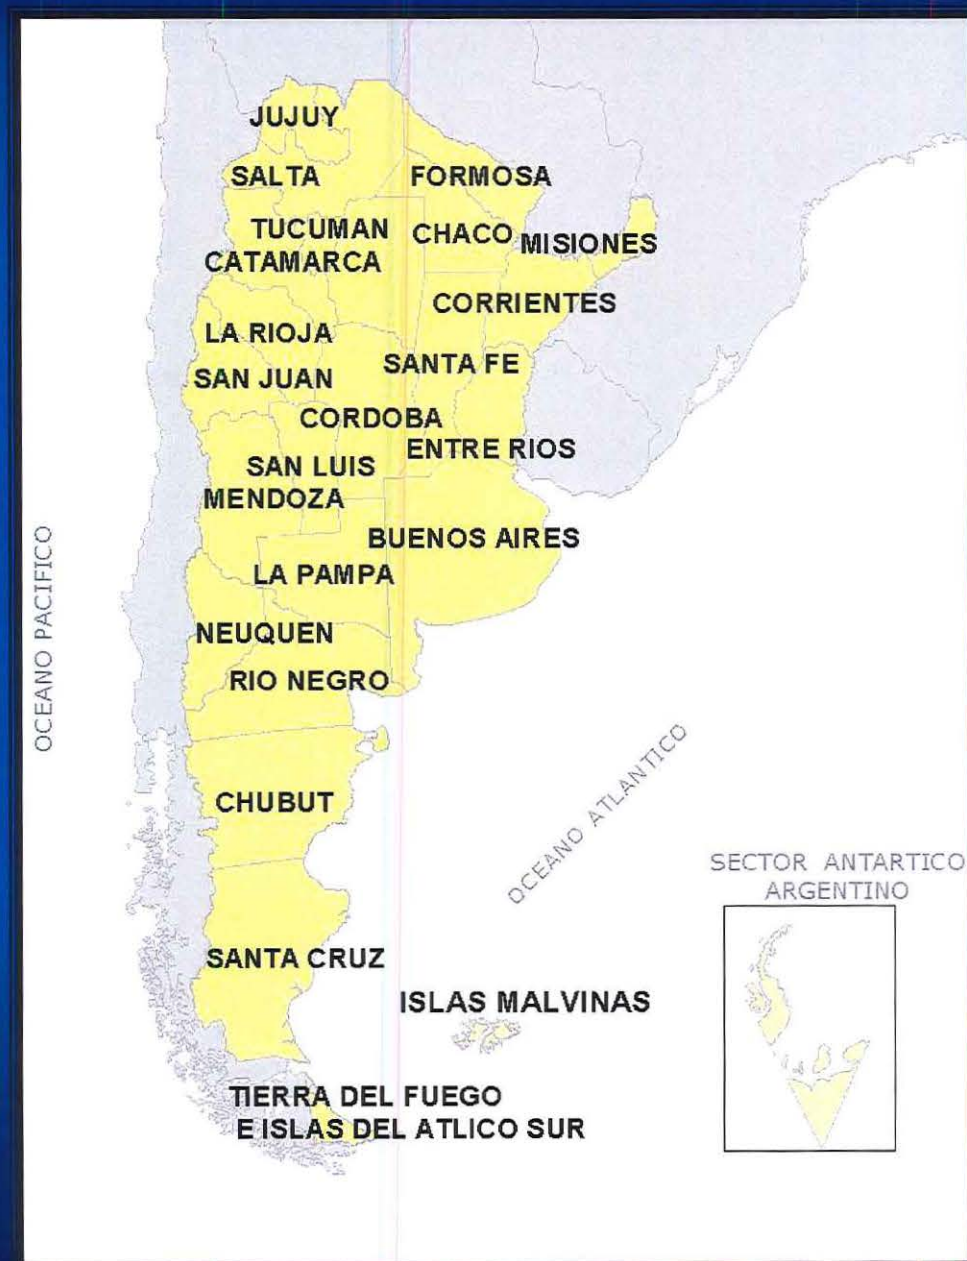 JUJUY
SALTA
FORMOSA
TUCUMAN
CHACO
MISIONES
CATAMARCA
CORRIENTES
LA RIOJA
SANTA FE
SAN JUAN
CORDOBA
ENTRE RIOS
SAN LUIS
MENDOZA
BUENOS AIRES
LA PAMPA
NEUQUEN
RIO NEGRO
OCEANO PACIFICO
CHUBUT
OCEANO ATLANTICO
SECTOR ANTARTICO
ARGENTINO
SANTA CRUZ
ISLAS MALVINAS
TIERRA DEL FUEGO
E ISLAS DEL ATLICO SUR